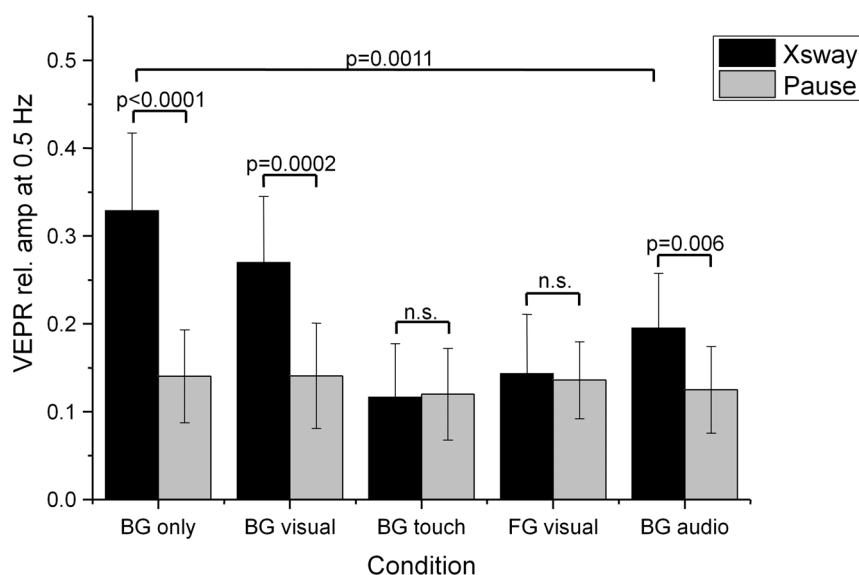 Xsway
Pause
p=0.0011
p<0.0001
p=0.0002
n.s.
n.s.
p=0.006
VEPR rel. amp at 0.5 Hz
0.5
0.4
0.3
0.2
0.1
0.0
BG only BG visual BG touch FG visual BG audio
Condition